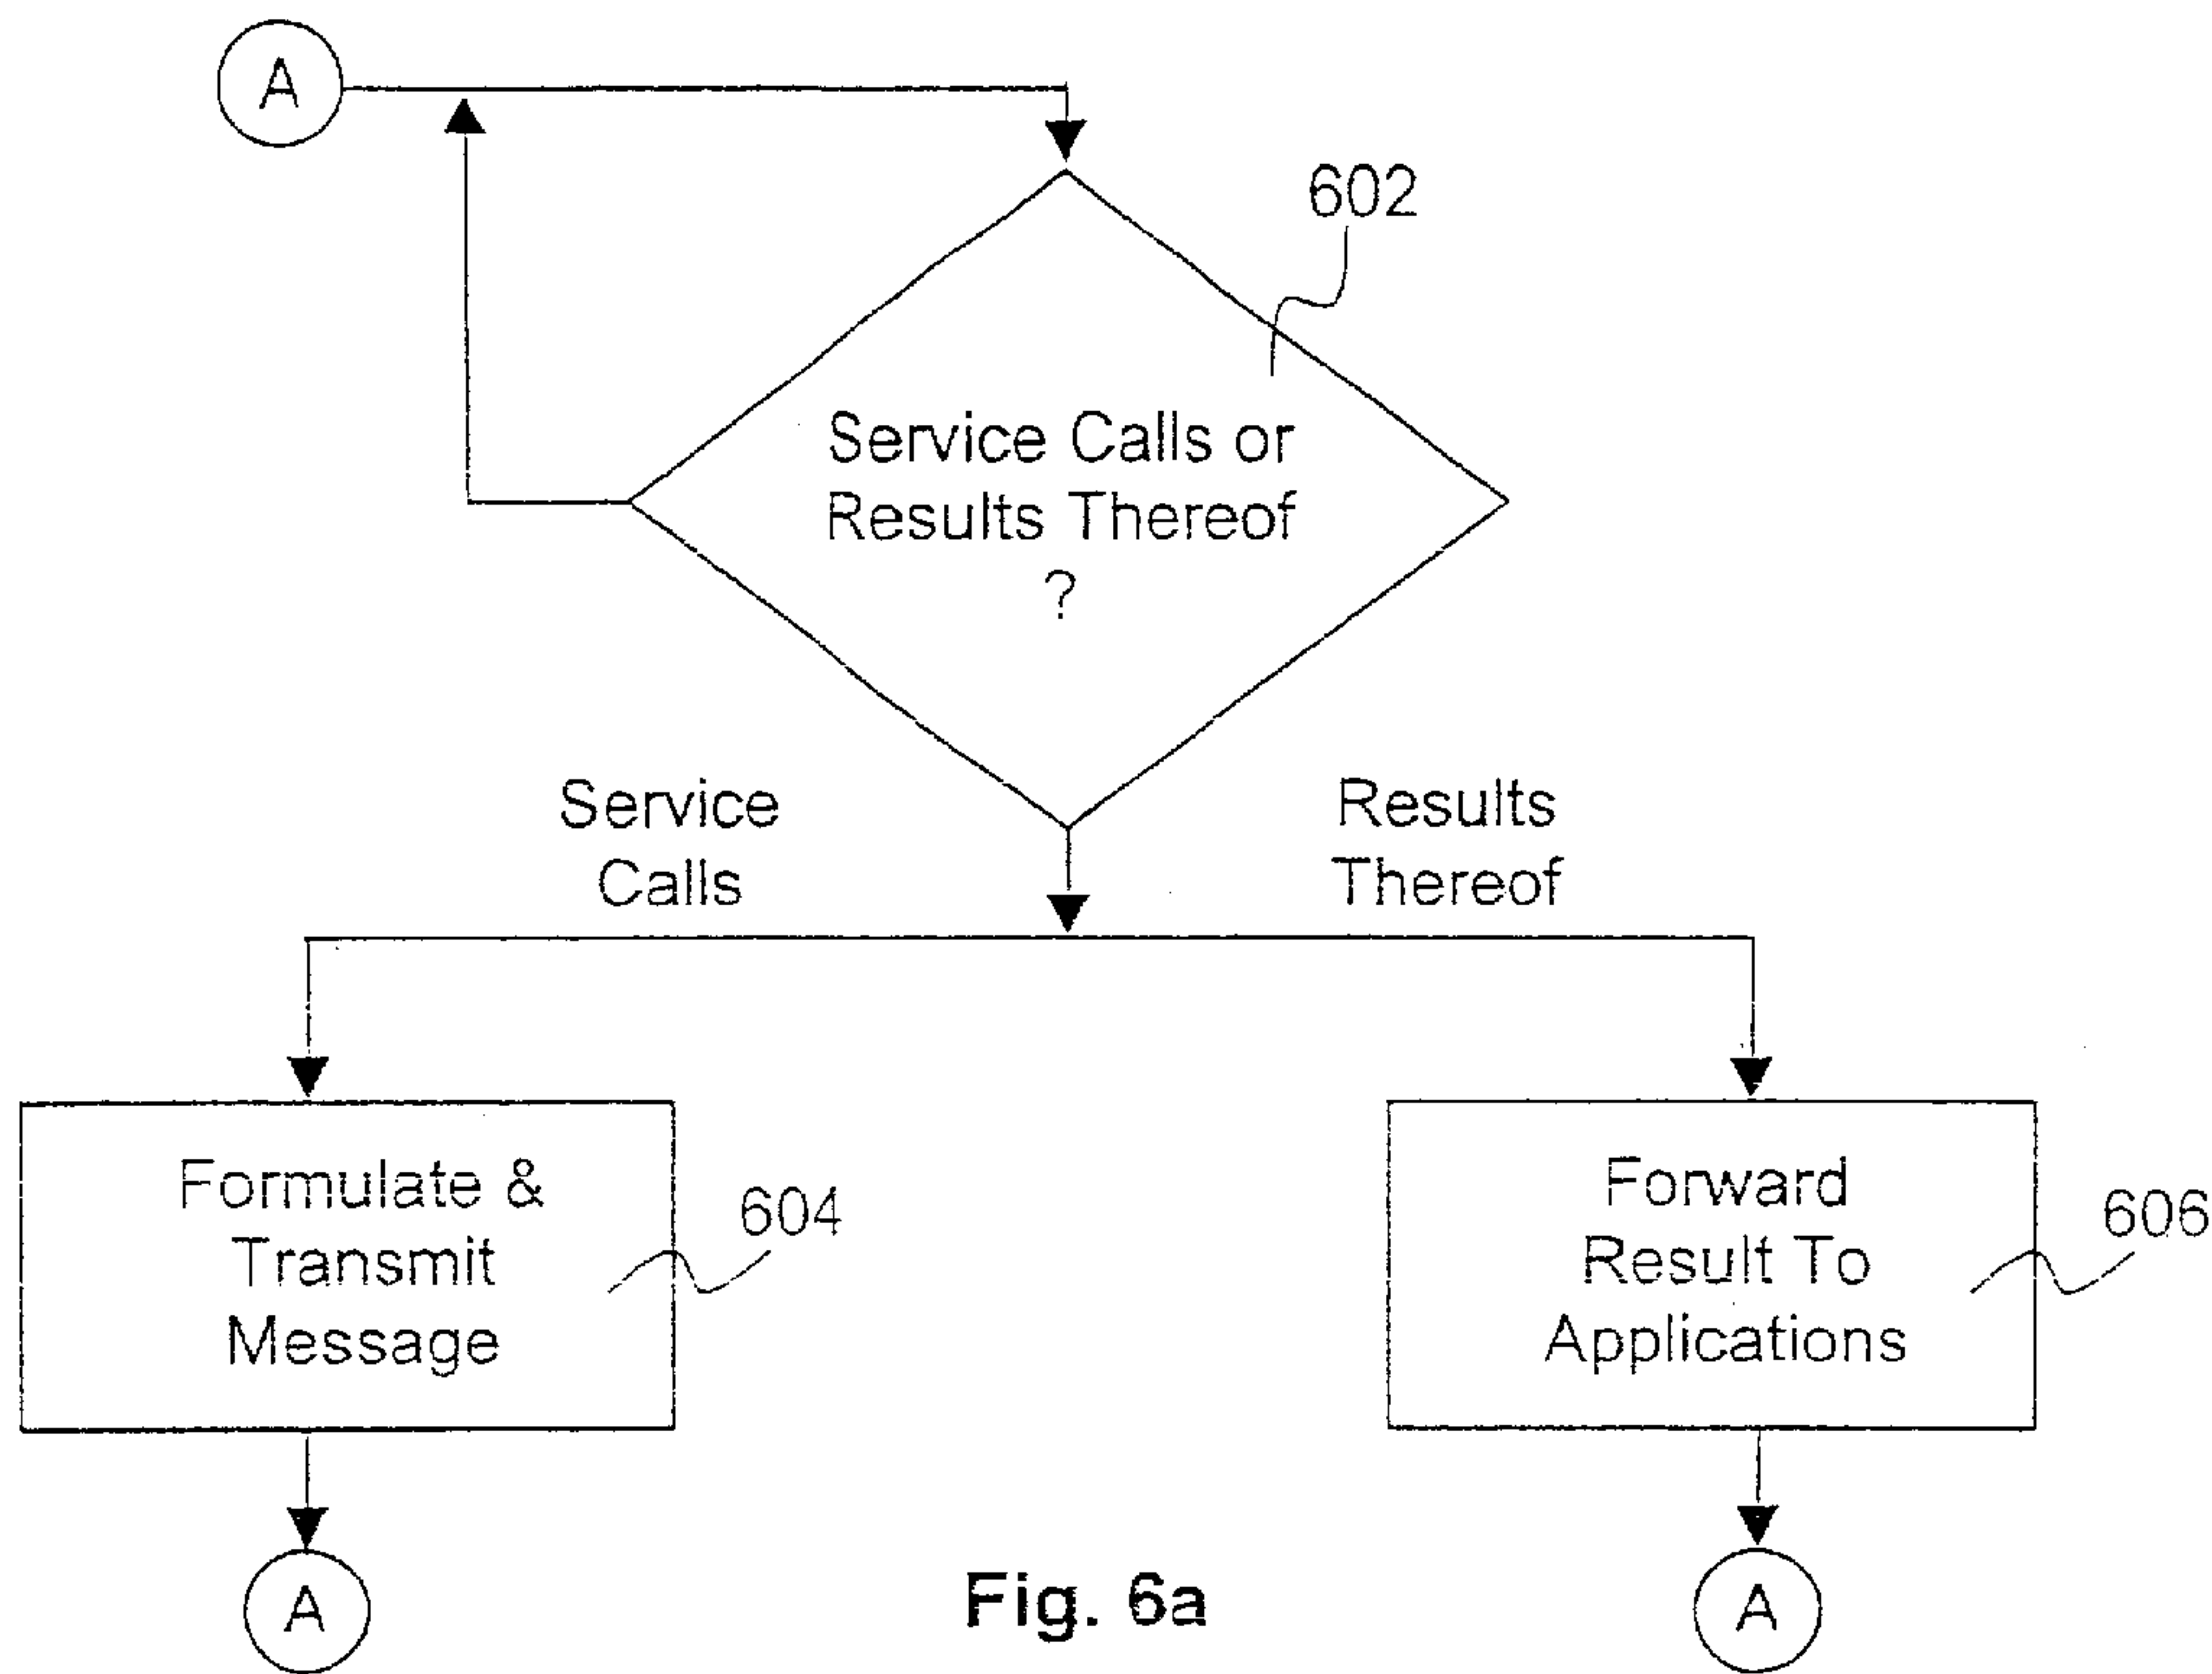 A
602
Service Calls or
Results Thereof
?
Service
Calls
Results
Thereof
Formulate &
Transmit
Message
604
Forward
Result To
Applications
606
A
A
Fig. 6a